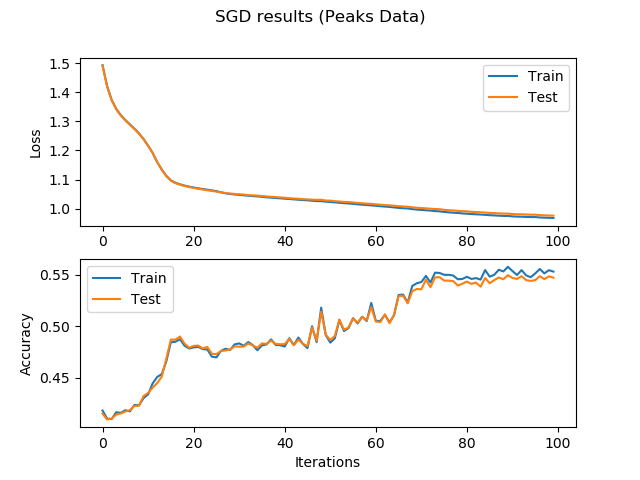 SGD results (Peaks Data)
1.5
1.4
1.3
1.2
1.1
1.0
Loss
Train
Test
0 20 40 60 80 100
0.55
0.50
0.45
Accuracy
Train
Test
0 20 40 60 80 100
Iterations